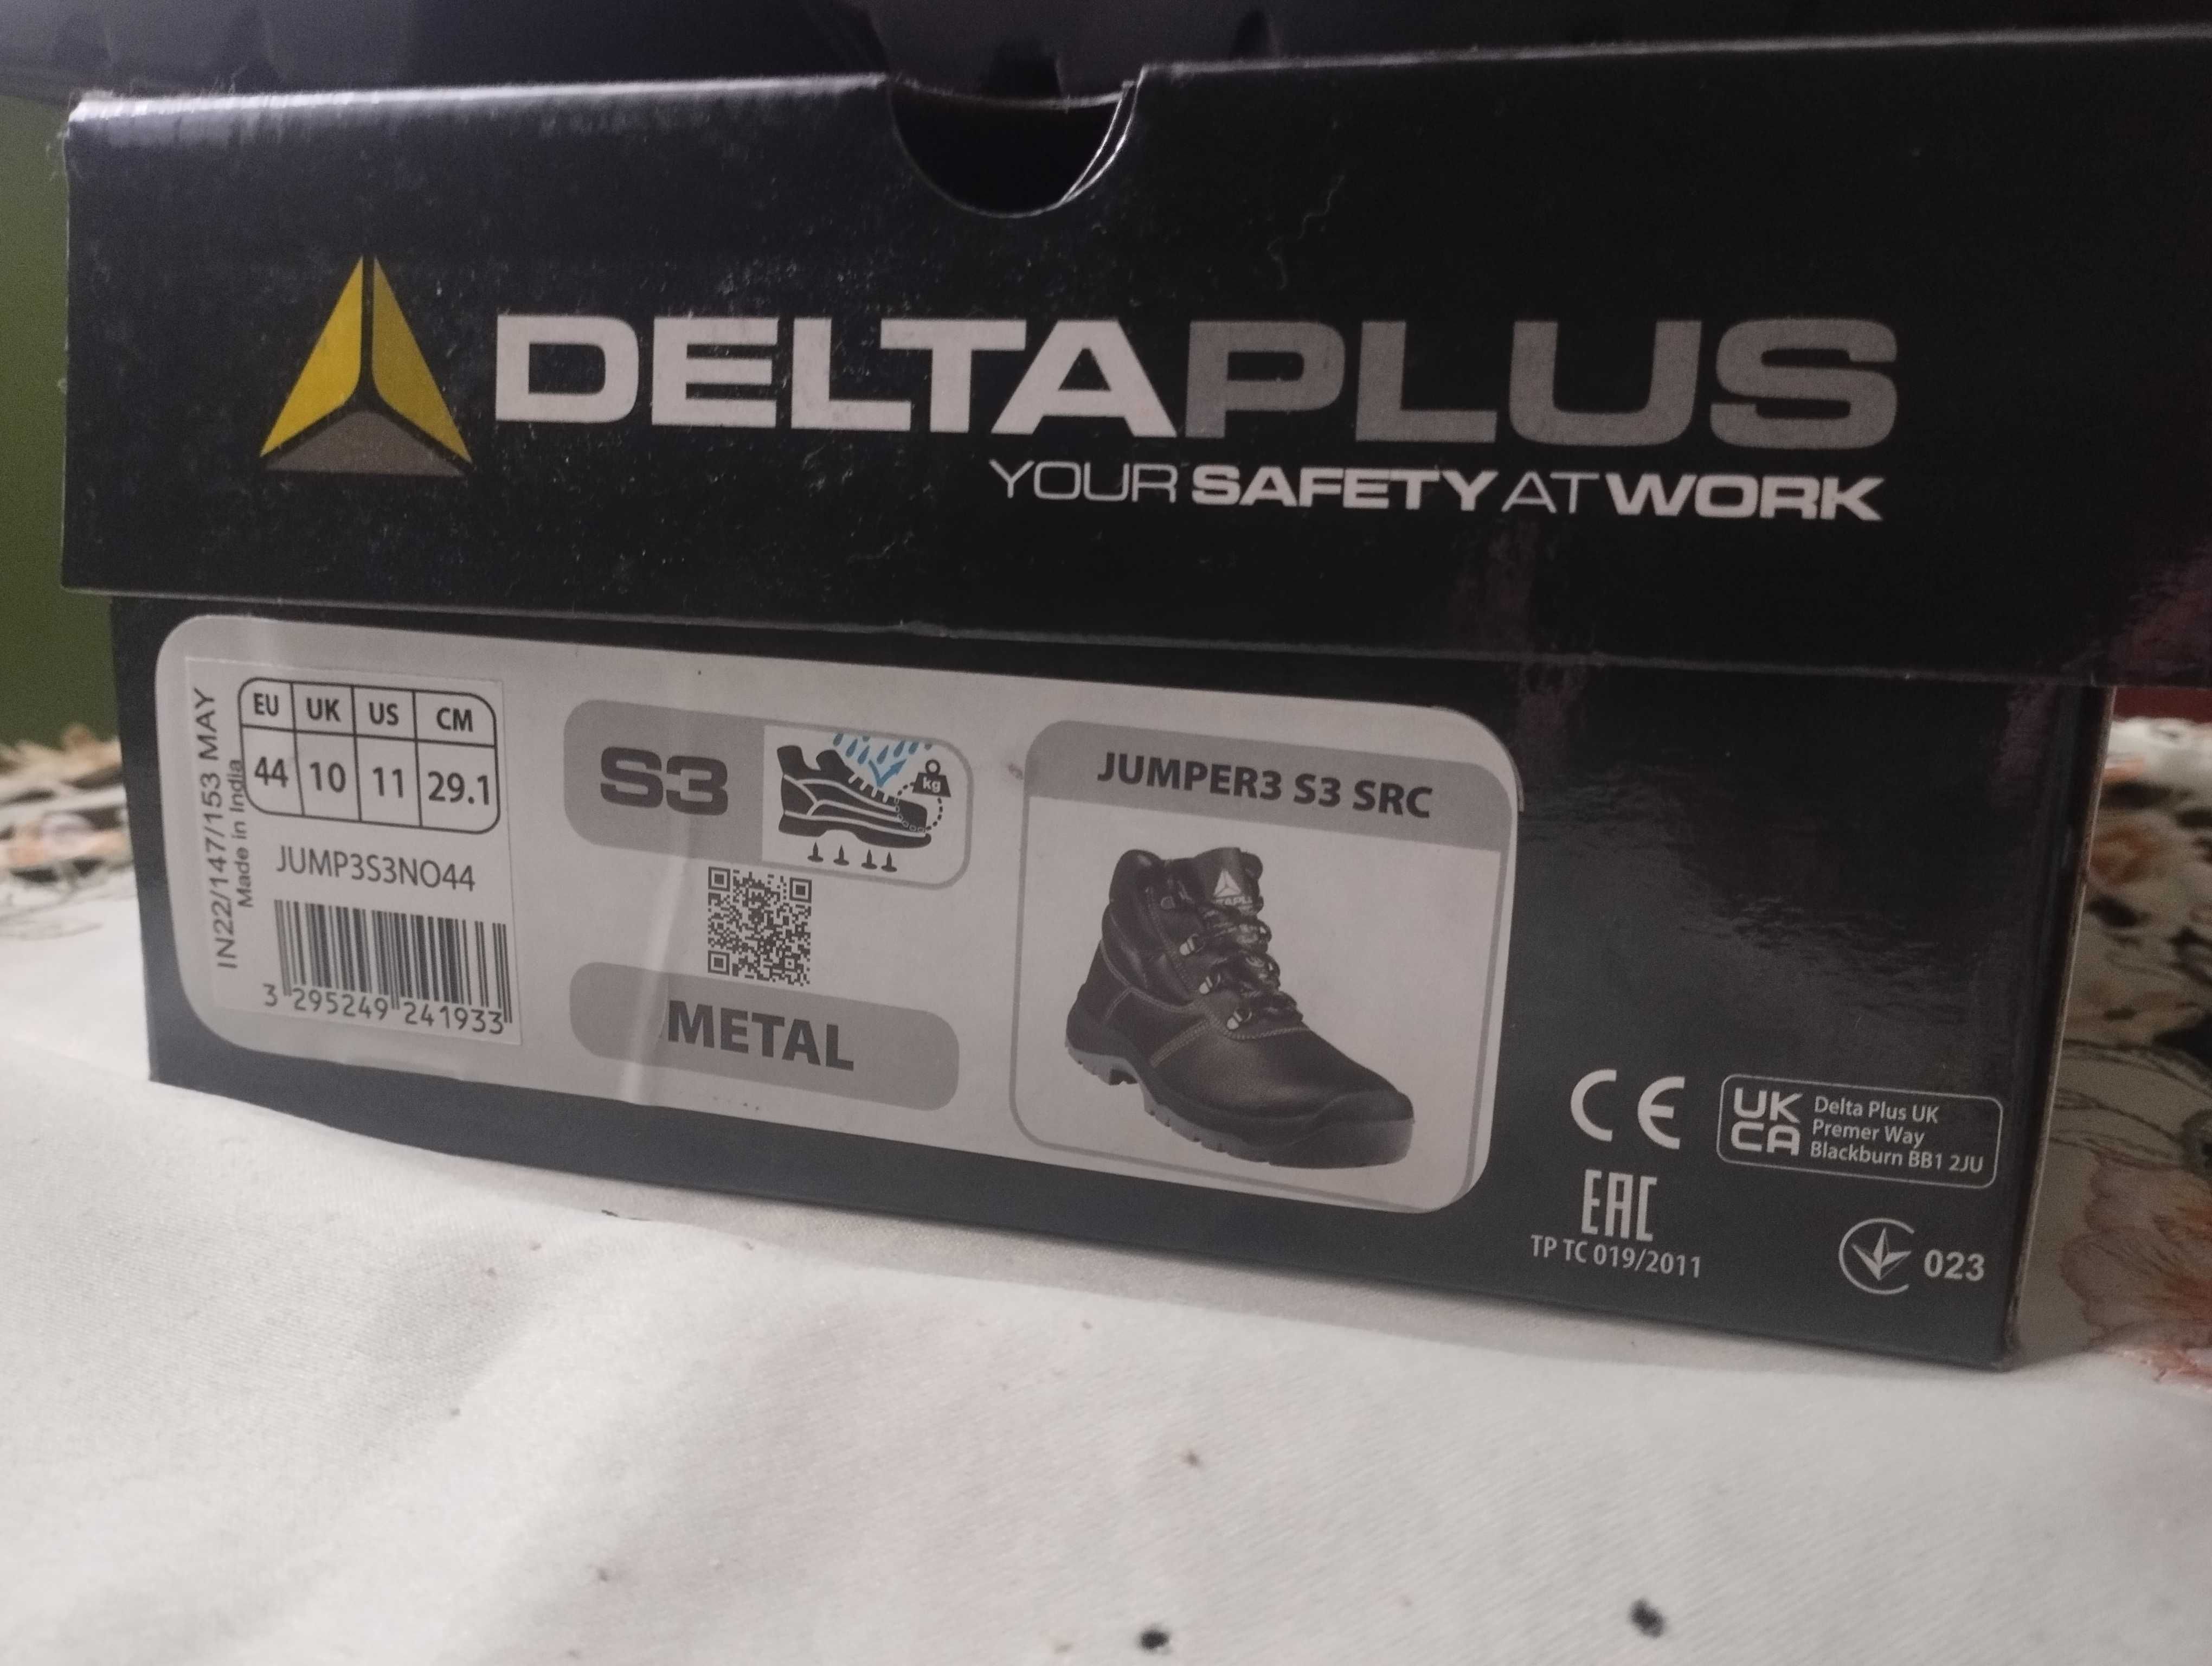 DELTAPLUS
YOUR SAFETY AT WORK
IN22/147/153 MAY
Made in India
EU UK US CM
44 10 11 29.1
JUMP3S3NO44
3 295249 241933
S3
kg
METAL
JUMPER3 S3 SRC
CE
UK
CA
Delta Plus UK
Premer Way
Blackburn BB1 2JU
EAC
TP TC 019/2011
023